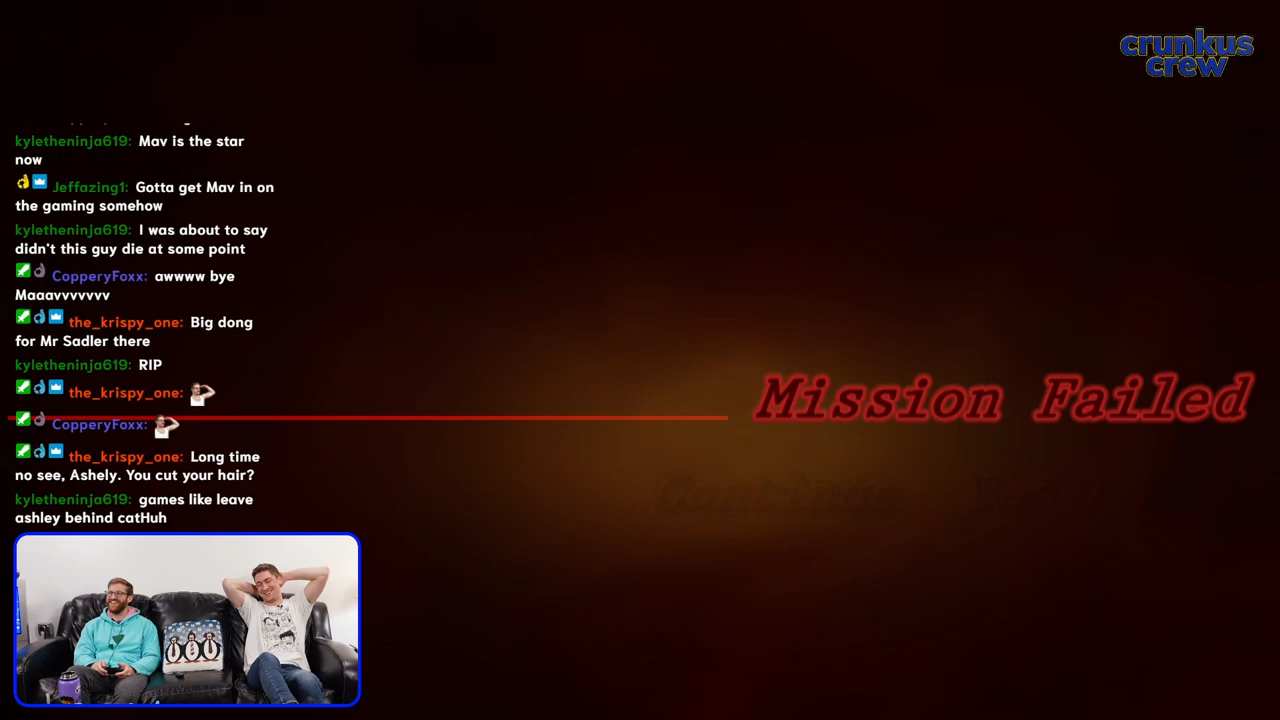 crunkus
crew
kyletheninja619: Mav is the star
now
Jeffazing1: Gotta get Mav in on
the gaming somehow
kyletheninja619: I was about to say
didn't this guy die at some point
CopperyFoxx: awwww bye
Maaavvvvvvv
the_krispy_one: Big dong
for Mr Sadler there
kyletheninja619: RIP
the_krispy_one:
CopperyFoxx:
the_krispy_one: Long time
no see, Ashely. You cut your hair?
kyletheninja619: games like leave
ashley behind catHuh
Mission Failed